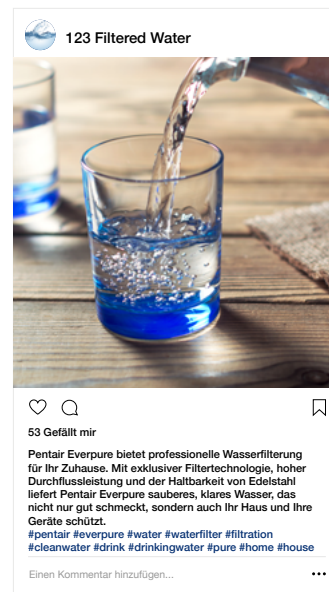 123 Filtered Water
53 Gefällt mir
Pentair Everpure bietet professionelle Wasserfilterung
für Ihr Zuhause. Mit exklusiver Filtertechnologie, hoher
Durchflussleistung und der Haltbarkeit von Edelstahl
liefert Pentair Everpure sauberes, klares Wasser, das
nicht nur gut schmeckt, sondern auch Ihr Haus und Ihre
Geräte schützt.
#pentair #everpure #water #waterfilter #filtration
#cleanwater #drink #drinkingwater #pure #home #house
Einen Kommentar hinzufügen...